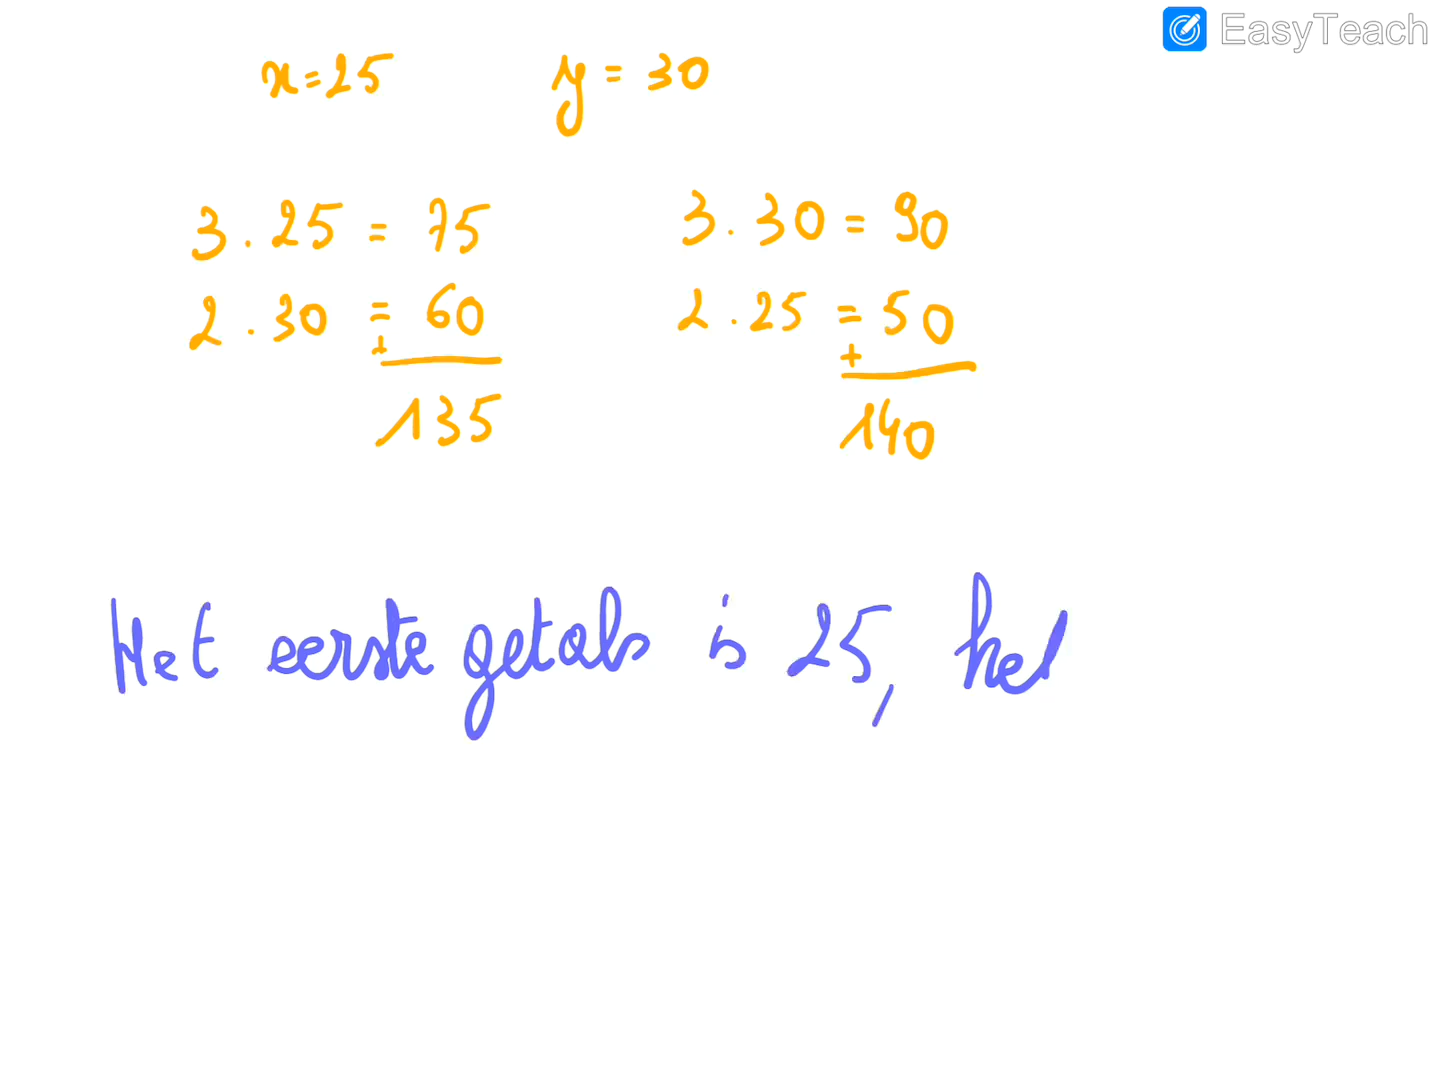 EasyTeach
x=25 y = 30
3 . 25 = 75 3 . 30 = 90
2 . 30 = 60 2 . 25 = 50
+ +
135 140
Het eerste getal is 25, het